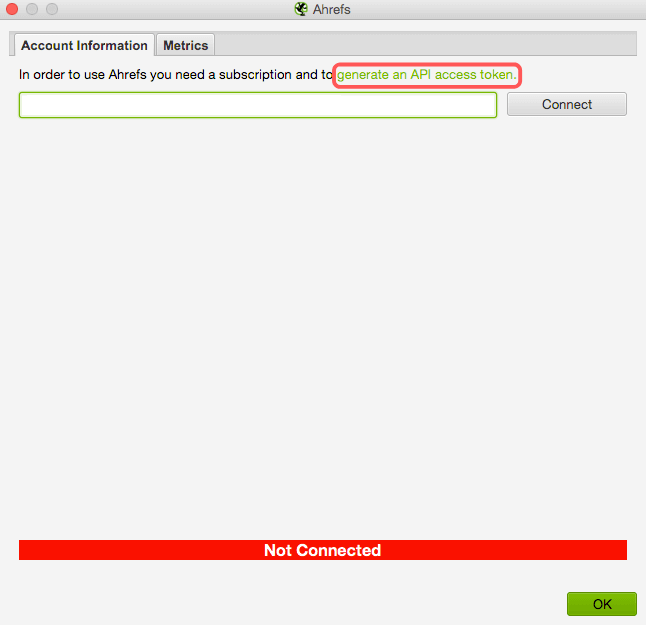 Ahrefs
Account Information
Metrics
In order to use Ahrefs you need a subscription and to generate an API access token.
Connect
Not Connected
OK